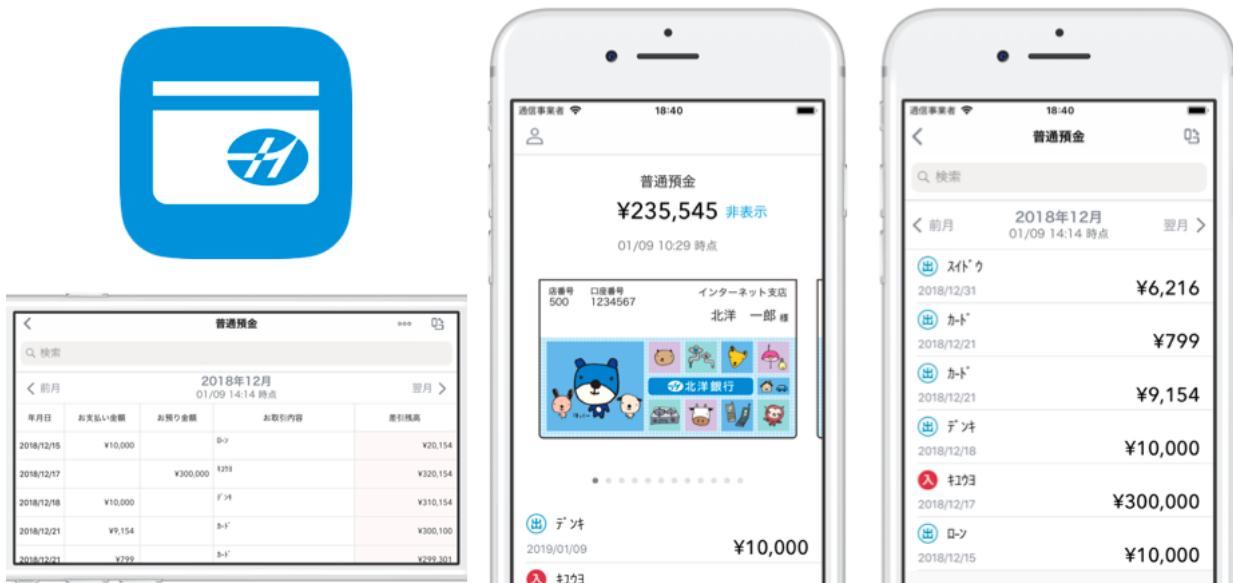 普通預金
検索
前月
2018年12月
01/09 14:14 時点
翌月
年月日 お支払い金額 お預り金額 お取引内容 差引残高
2018/12/15 ¥10,000 ﾛｰﾝ ¥20,154
2018/12/17 ¥300,000 ｷﾕｳﾖ ¥320,154
2018/12/18 ¥10,000 ﾃﾞﾝｷ ¥310,154
2018/12/21 ¥9,154 ｶｰﾄﾞ ¥300,100
2018/12/21 ¥799 ｶｰﾄﾞ ¥299,301
通信事業者 18:40
普通預金
¥235,545 非表示
01/09 10:29 時点
店番号 口座番号 インターネット支店
500 1234567
北洋 一郎 様
北洋銀行
出 ﾃﾞﾝｷ
2019/01/09 ¥10,000
入 ｷﾕｳﾖ
通信事業者 18:40
普通預金
検索
前月
2018年12月
01/09 14:14 時点
翌月
出 ｽｲﾄﾞｳ
2018/12/31 ¥6,216
出 ｶｰﾄﾞ
2018/12/21 ¥799
出 ｶｰﾄﾞ
2018/12/21 ¥9,154
出 ﾃﾞﾝｷ
2018/12/18 ¥10,000
入 ｷﾕｳﾖ
2018/12/17 ¥300,000
出 ﾛｰﾝ
2018/12/15 ¥10,000